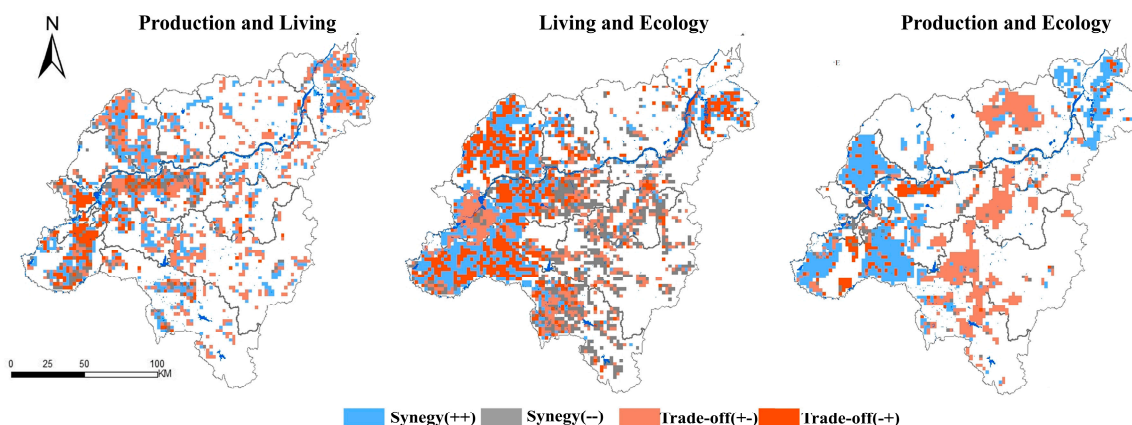 Production and Living
Living and Ecology
Production and Ecology
N
-E
0 50 100
KM
Synegy(++) Synegy(--) Trade-off(+-) Trade-off(-+)